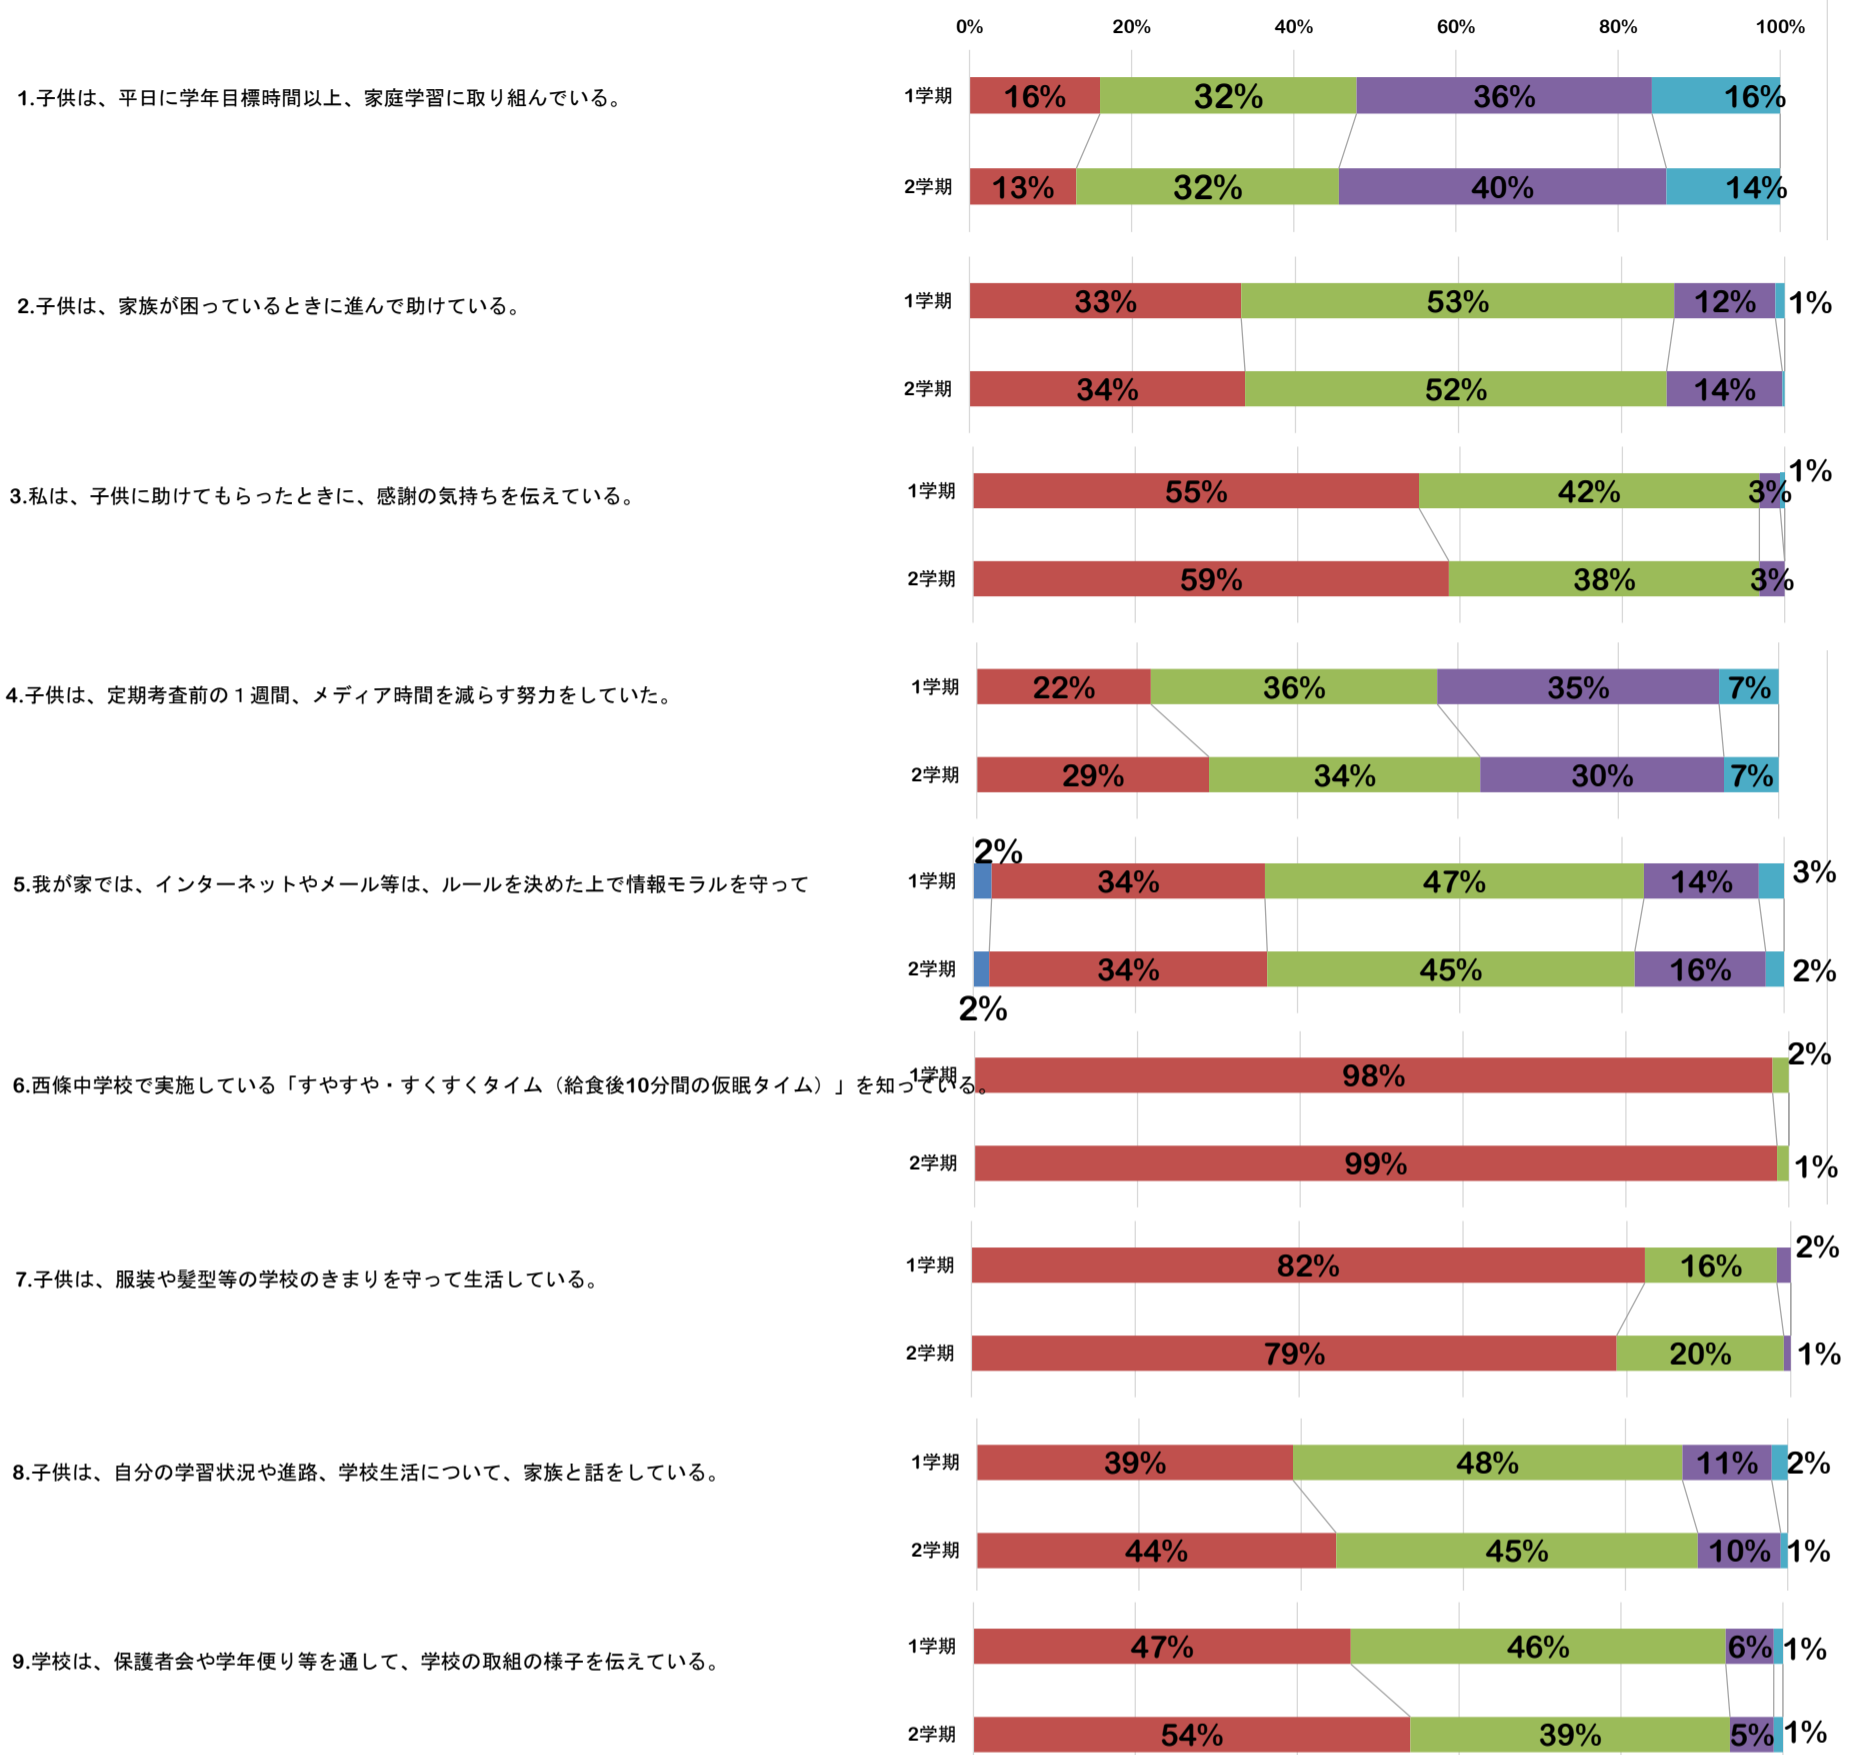 0% 20% 40% 60% 80% 100%
1.子供は、平日に学年目標時間以上、家庭学習に取り組んでいる。
1学期 16% 32% 36% 16%
2学期 13% 32% 40% 14%
2.子供は、家族が困っているときに進んで助けている。
1学期 33% 53% 12% 1%
2学期 34% 52% 14%
3.私は、子供に助けてもらったときに、感謝の気持ちを伝えている。
1学期 55% 42% 3% 1%
2学期 59% 38% 3%
4.子供は、定期考査前の１週間、メディア時間を減らす努力をしていた。
1学期 22% 36% 35% 7%
2学期 29% 34% 30% 7%
5.我が家では、インターネットやメール等は、ルールを決めた上で情報モラルを守って
1学期 2% 34% 47% 14% 3%
2学期 2% 34% 45% 16% 2%
6.西條中学校で実施している「すやすや・すくすくタイム（給食後10分間の仮眠タイム）」を知っている。
1学期 98% 2%
2学期 99% 1%
7.子供は、服装や髪型等の学校のきまりを守って生活している。
1学期 82% 16% 2%
2学期 79% 20% 1%
8.子供は、自分の学習状況や進路、学校生活について、家族と話をしている。
1学期 39% 48% 11% 2%
2学期 44% 45% 10% 1%
9.学校は、保護者会や学年便り等を通して、学校の取組の様子を伝えている。
1学期 47% 46% 6% 1%
2学期 54% 39% 5% 1%